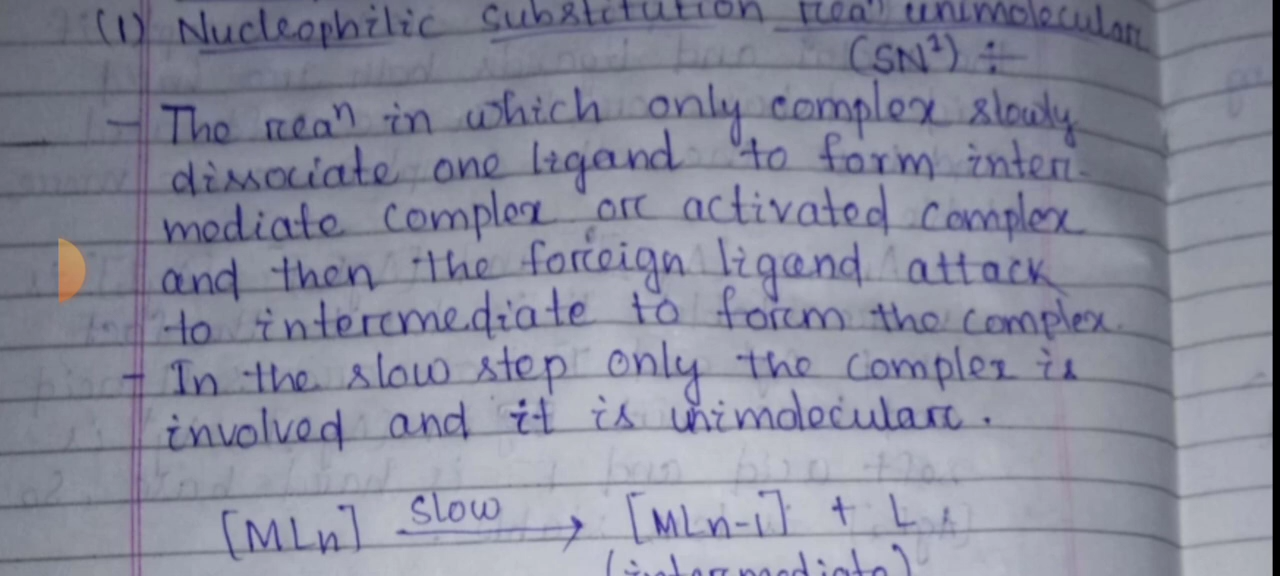 (1) Nucleophilic substitution rea^n unimolecular
(SN¹) ÷
- The rea^n in which only complex slowly
dissociate one ligand to form inter-
mediate complex or activated complex
and then the foreign ligand attack
to intermediate to form the complex.
- In the slow step only the complex is
involved and it is unimolecular.
[MLn] slow → [MLn-1] + L
(intermediate)